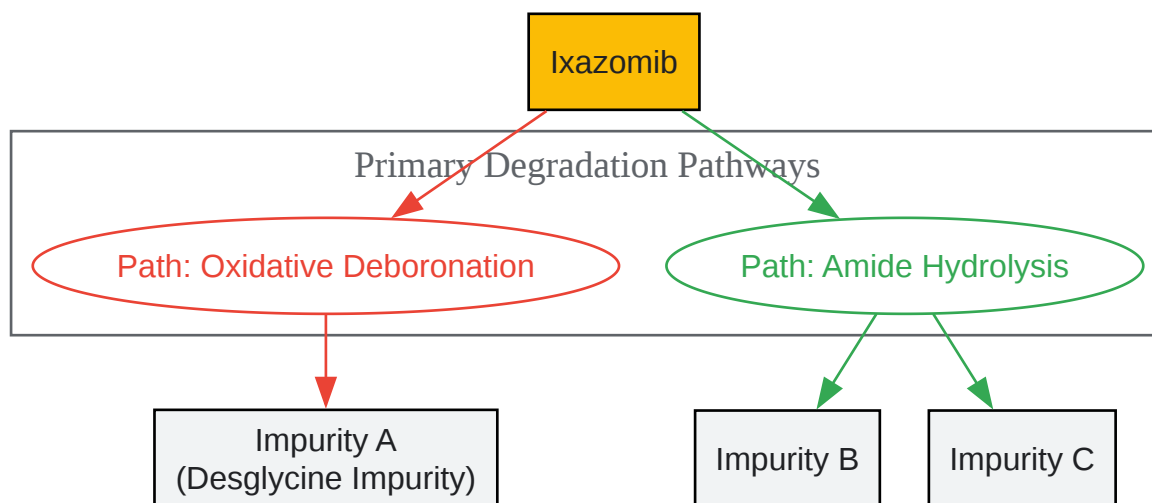 Ixazomib
Primary Degradation Pathways
Path: Oxidative Deboronation
Path: Amide Hydrolysis
Impurity A
(Desglycine Impurity)
Impurity B
Impurity C